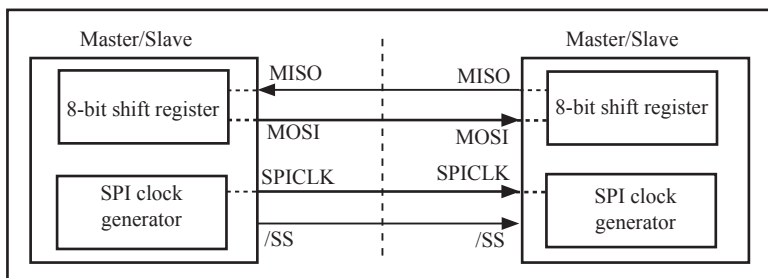 Master/Slave
Master/Slave
MISO
MISO
8-bit shift register
8-bit shift register
MOSI
MOSI
SPICLK
SPICLK
SPI clock
generator
SPI clock
generator
/SS
/SS